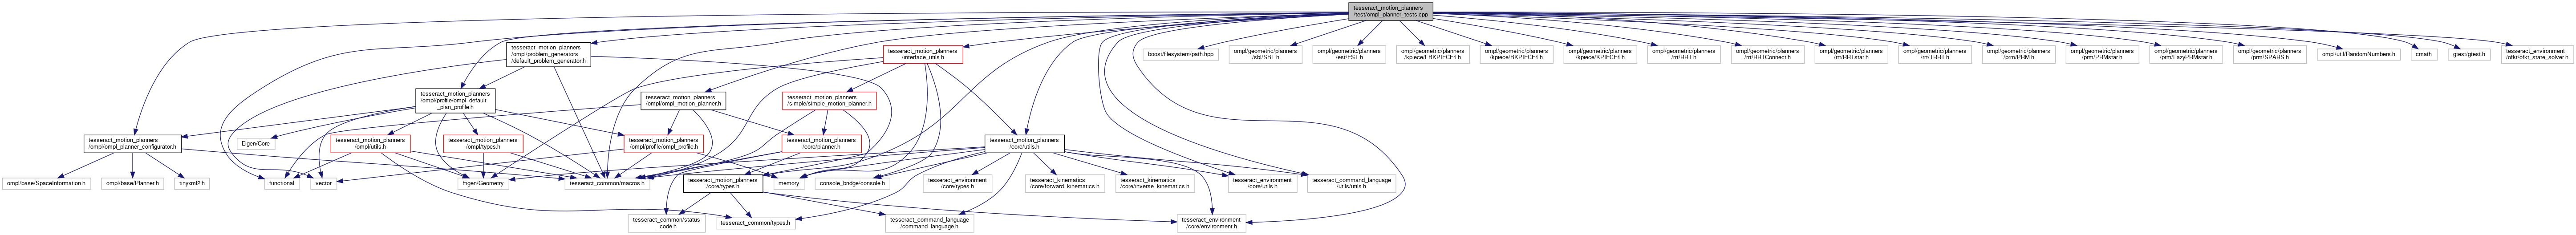 tesseract_motion_planners
/test/ompl_planner_tests.cpp
tesseract_motion_planners
/ompl/problem_generators
/default_problem_generator.h
tesseract_motion_planners
/interface_utils.h
boost/filesystem/path.hpp
ompl/geometric/planners
/sbl/SBL.h
ompl/geometric/planners
/est/EST.h
ompl/geometric/planners
/kpiece/LBKPIECE1.h
ompl/geometric/planners
/kpiece/BKPIECE1.h
ompl/geometric/planners
/kpiece/KPIECE1.h
ompl/geometric/planners
/rrt/RRT.h
ompl/geometric/planners
/rrt/RRTConnect.h
ompl/geometric/planners
/rrt/RRTstar.h
ompl/geometric/planners
/rrt/TRRT.h
ompl/geometric/planners
/prm/PRM.h
ompl/geometric/planners
/prm/PRMstar.h
ompl/geometric/planners
/prm/LazyPRMstar.h
ompl/geometric/planners
/prm/SPARS.h
ompl/util/RandomNumbers.h
cmath
gtest/gtest.h
tesseract_environment
/ofkt/ofkt_state_solver.h
tesseract_motion_planners
/ompl/profile/ompl_default
_plan_profile.h
tesseract_motion_planners
/ompl/ompl_motion_planner.h
tesseract_motion_planners
/simple/simple_motion_planner.h
tesseract_motion_planners
/ompl/ompl_planner_configurator.h
Eigen/Core
tesseract_motion_planners
/ompl/utils.h
tesseract_motion_planners
/ompl/types.h
tesseract_motion_planners
/ompl/profile/ompl_profile.h
tesseract_motion_planners
/core/planner.h
tesseract_motion_planners
/core/utils.h
ompl/base/SpaceInformation.h
ompl/base/Planner.h
tinyxml2.h
functional
vector
Eigen/Geometry
tesseract_common/macros.h
tesseract_motion_planners
/core/types.h
memory
console_bridge/console.h
tesseract_environment
/core/types.h
tesseract_kinematics
/core/forward_kinematics.h
tesseract_kinematics
/core/inverse_kinematics.h
tesseract_environment
/core/utils.h
tesseract_command_language
/utils/utils.h
tesseract_common/status
_code.h
tesseract_common/types.h
tesseract_command_language
/command_language.h
tesseract_environment
/core/environment.h